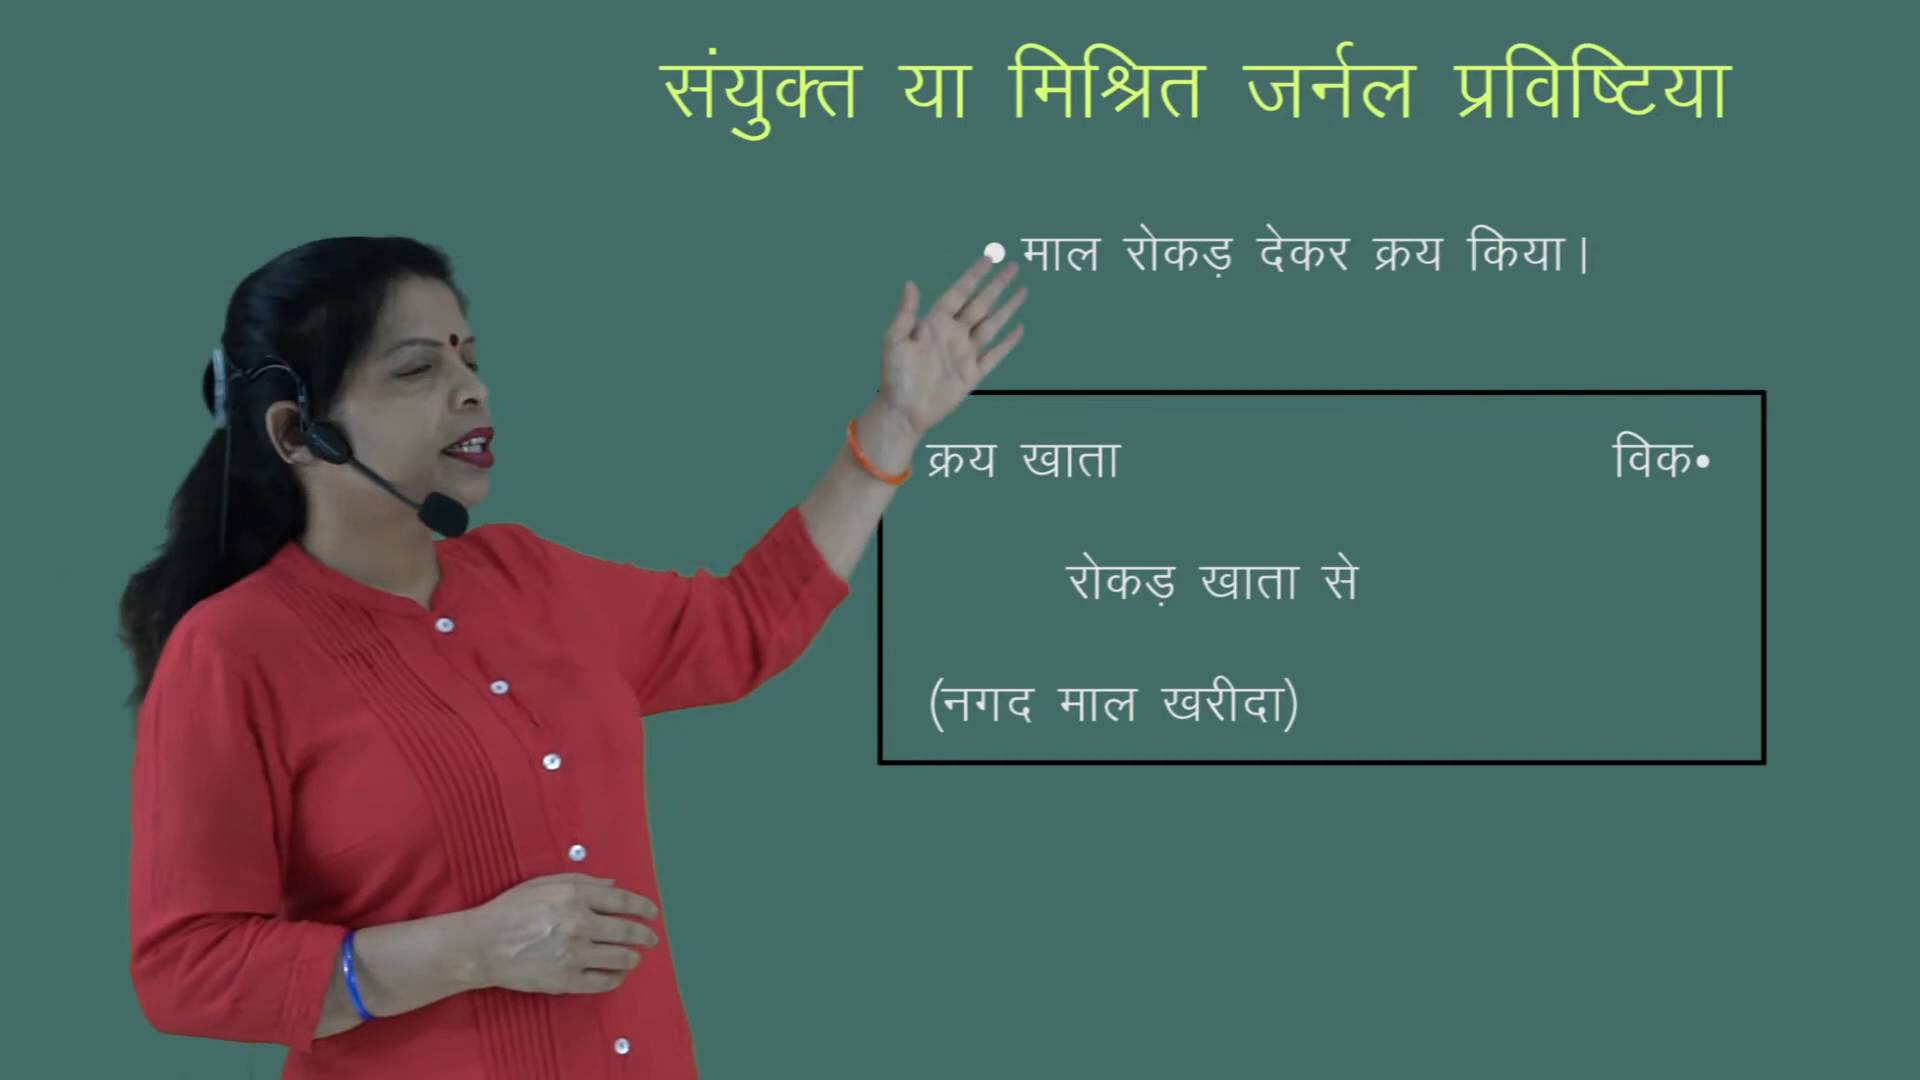 संयुक्त या मिश्रित जर्नल प्रविष्टिया
• माल रोकड़ देकर क्रय किया।
क्रय खाता विक•
रोकड़ खाता से
(नगद माल खरीदा)